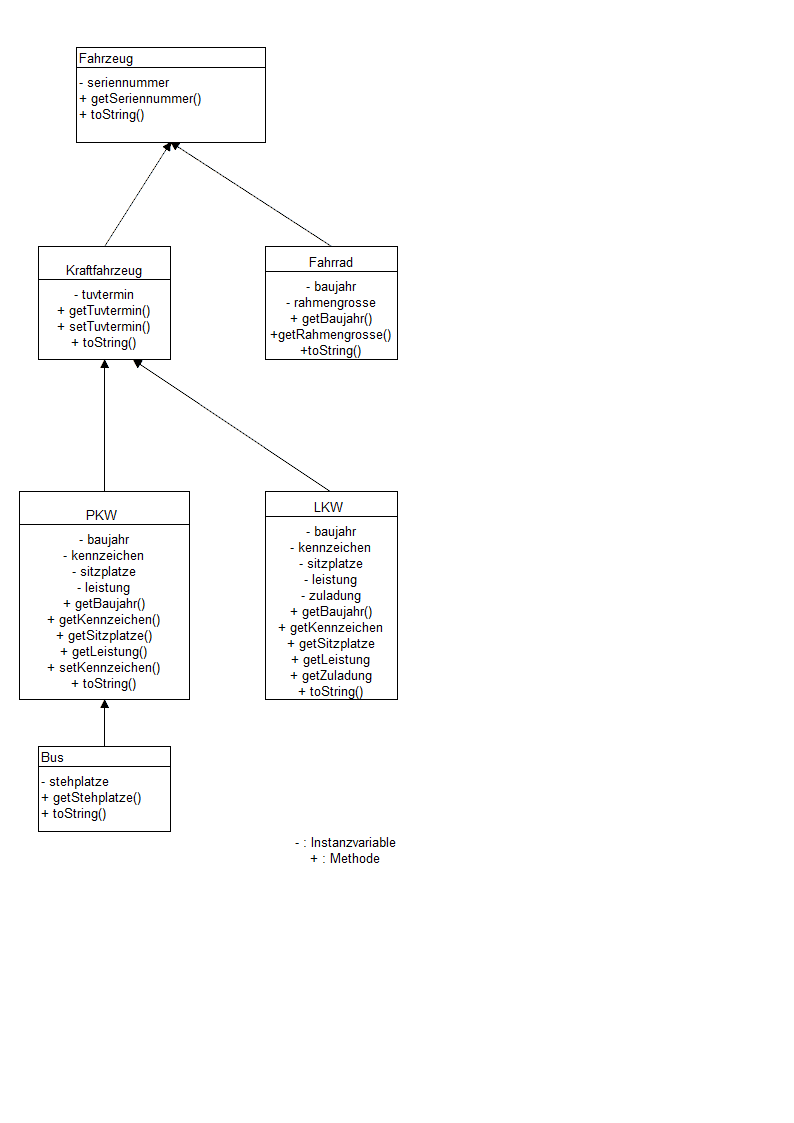 Fahrzeug
- seriennummer
+ getSeriennummer()
+ toString()
Kraftfahrzeug
- tuvtermin
+ getTuvtermin()
+ setTuvtermin()
+ toString()
Fahrrad
- baujahr
- rahmengrosse
+ getBaujahr()
+getRahmengrosse()
+toString()
PKW
- baujahr
- kennzeichen
- sitzplatze
- leistung
+ getBaujahr()
+ getKennzeichen()
+ getSitzplatze()
+ getLeistung()
+ setKennzeichen()
+ toString()
LKW
- baujahr
- kennzeichen
- sitzplatze
- leistung
- zuladung
+ getBaujahr()
+ getKennzeichen
+ getSitzplatze
+ getLeistung
+ getZuladung
+ toString()
Bus
- stehplatze
+ getStehplatze()
+ toString()
- : Instanzvariable
+ : Methode